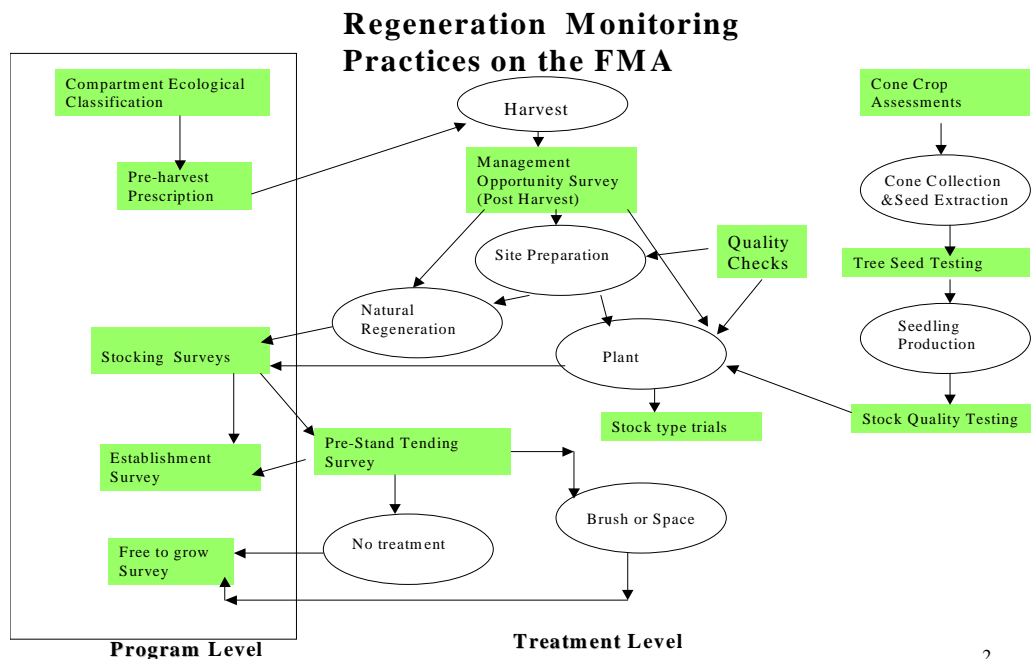 Regeneration Monitoring
Practices on the FMA
Compartment Ecological
Classification
Pre-harvest
Prescription
Harvest
Management
Opportunity Survey
(Post Harvest)
Site Preparation
Quality
Checks
Natural
Regeneration
Plant
Stocking Surveys
Stock type trials
Pre-Stand Tending
Survey
Establishment
Survey
Brush or Space
No treatment
Free to grow
Survey
Cone Crop
Assessments
Cone Collection
&Seed Extraction
Tree Seed Testing
Seedling
Production
Stock Quality Testing
Program Level
Treatment Level
2